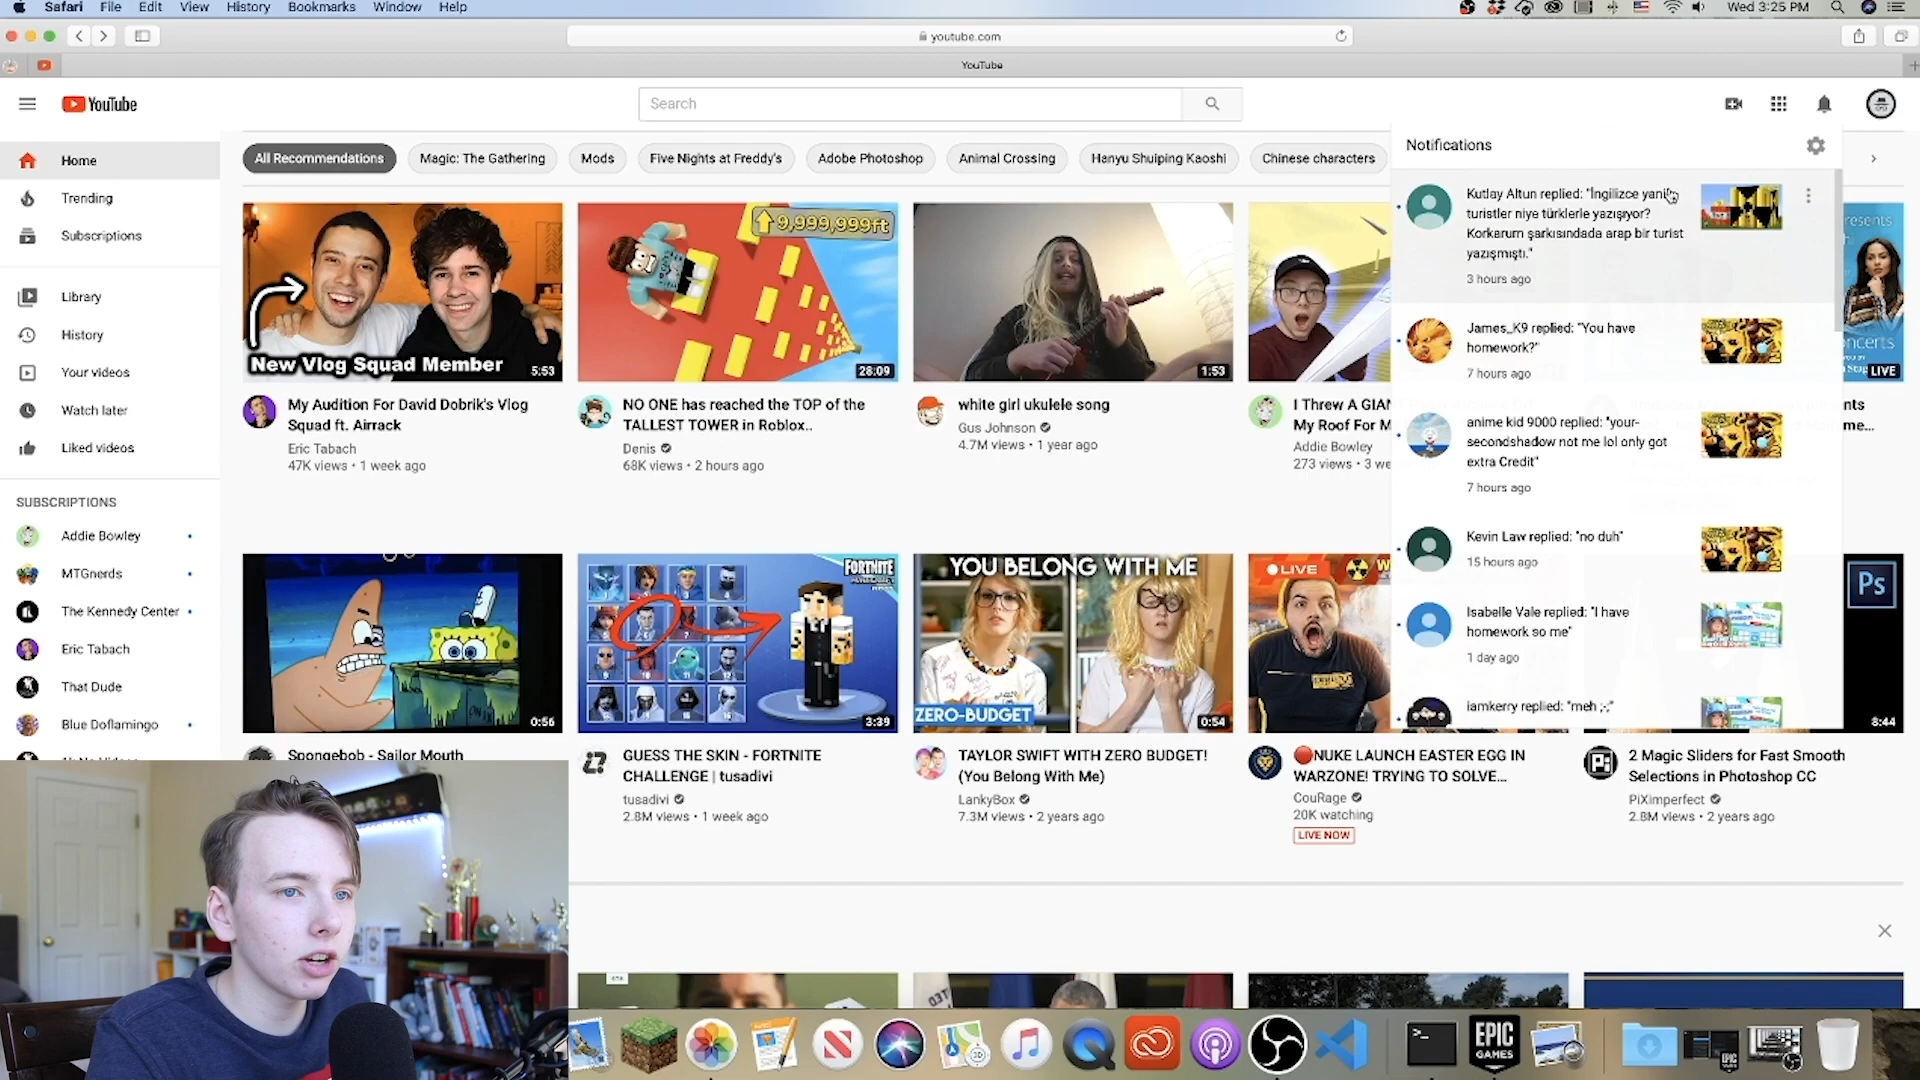 Safari File Edit View History Bookmarks Window Help Wed 3:25 PM
youtube.com
YouTube
YouTube
Search
Home
Trending
Subscriptions
Library
History
Your videos
Watch later
Liked videos
SUBSCRIPTIONS
Addie Bowley
MTGnerds
The Kennedy Center
Eric Tabach
That Dude
Blue Doflamingo
All Recommendations Magic: The Gathering Mods Five Nights at Freddy's Adobe Photoshop Animal Crossing Hanyu Shuiping Kaoshi Chinese characters
New Vlog Squad Member
5:53
My Audition For David Dobrik's Vlog
Squad ft. Airrack
Eric Tabach
47K views • 1 week ago
9,999,999ft
28:09
NO ONE has reached the TOP of the
TALLEST TOWER in Roblox..
Denis
68K views • 2 hours ago
1:53
white girl ukulele song
Gus Johnson
4.7M views • 1 year ago
I Threw A GIAN
My Roof For M
Addie Bowley
273 views • 3 we
LIVE
Notifications
Kutlay Altun replied: "İngilizce yani
turistler niye türklerle yazışıyor?
Korkarum şarkısındada arap bir turist
yazışmıştı."
3 hours ago
James_K9 replied: "You have
homework?"
7 hours ago
anime kid 9000 replied: "your-
secondshadow not me lol only got
extra Credit"
7 hours ago
Kevin Law replied: "no duh"
15 hours ago
Isabelle Vale replied: "I have
homework so me"
1 day ago
iamkerry replied: "meh ;-;"
0:56
Spongebob - Sailor Mouth
FORTNITE
3:39
GUESS THE SKIN - FORTNITE
CHALLENGE | tusadivi
tusadivi
2.8M views • 1 week ago
YOU BELONG WITH ME
ZERO-BUDGET
0:54
TAYLOR SWIFT WITH ZERO BUDGET!
(You Belong With Me)
LankyBox
7.3M views • 2 years ago
LIVE
NUKE LAUNCH EASTER EGG IN
WARZONE! TRYING TO SOLVE...
CouRage
20K watching
LIVE NOW
Ps
8:44
2 Magic Sliders for Fast Smooth
Selections in Photoshop CC
PiXimperfect
2.8M views • 2 years ago
EPIC
GAMES